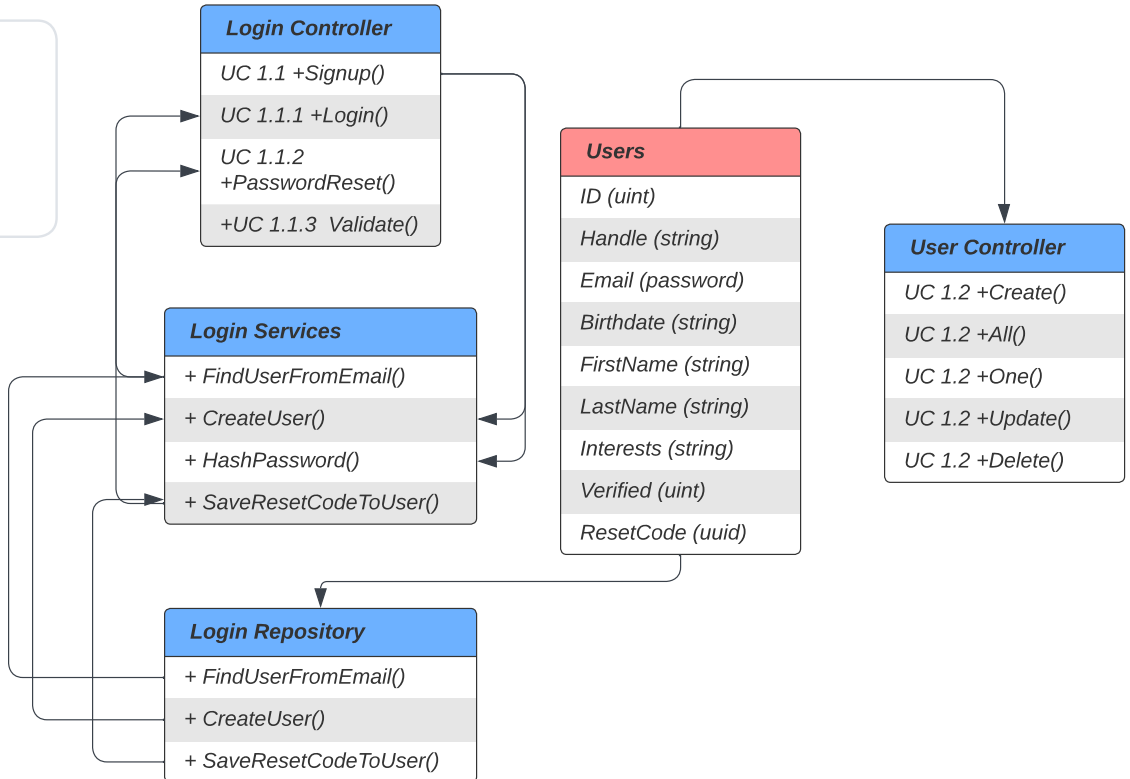 Login Controller
UC 1.1 +Signup()
UC 1.1.1 +Login()
UC 1.1.2
+PasswordReset()
+UC 1.1.3  Validate()
Login Services
+ FindUserFromEmail()
+ CreateUser()
+ HashPassword()
+ SaveResetCodeToUser()
Login Repository
+ FindUserFromEmail()
+ CreateUser()
+ SaveResetCodeToUser()
Users
ID (uint)
Handle (string)
Email (password)
Birthdate (string)
FirstName (string)
LastName (string)
Interests (string)
Verified (uint)
ResetCode (uuid)
User Controller
UC 1.2 +Create()
UC 1.2 +All()
UC 1.2 +One()
UC 1.2 +Update()
UC 1.2 +Delete()